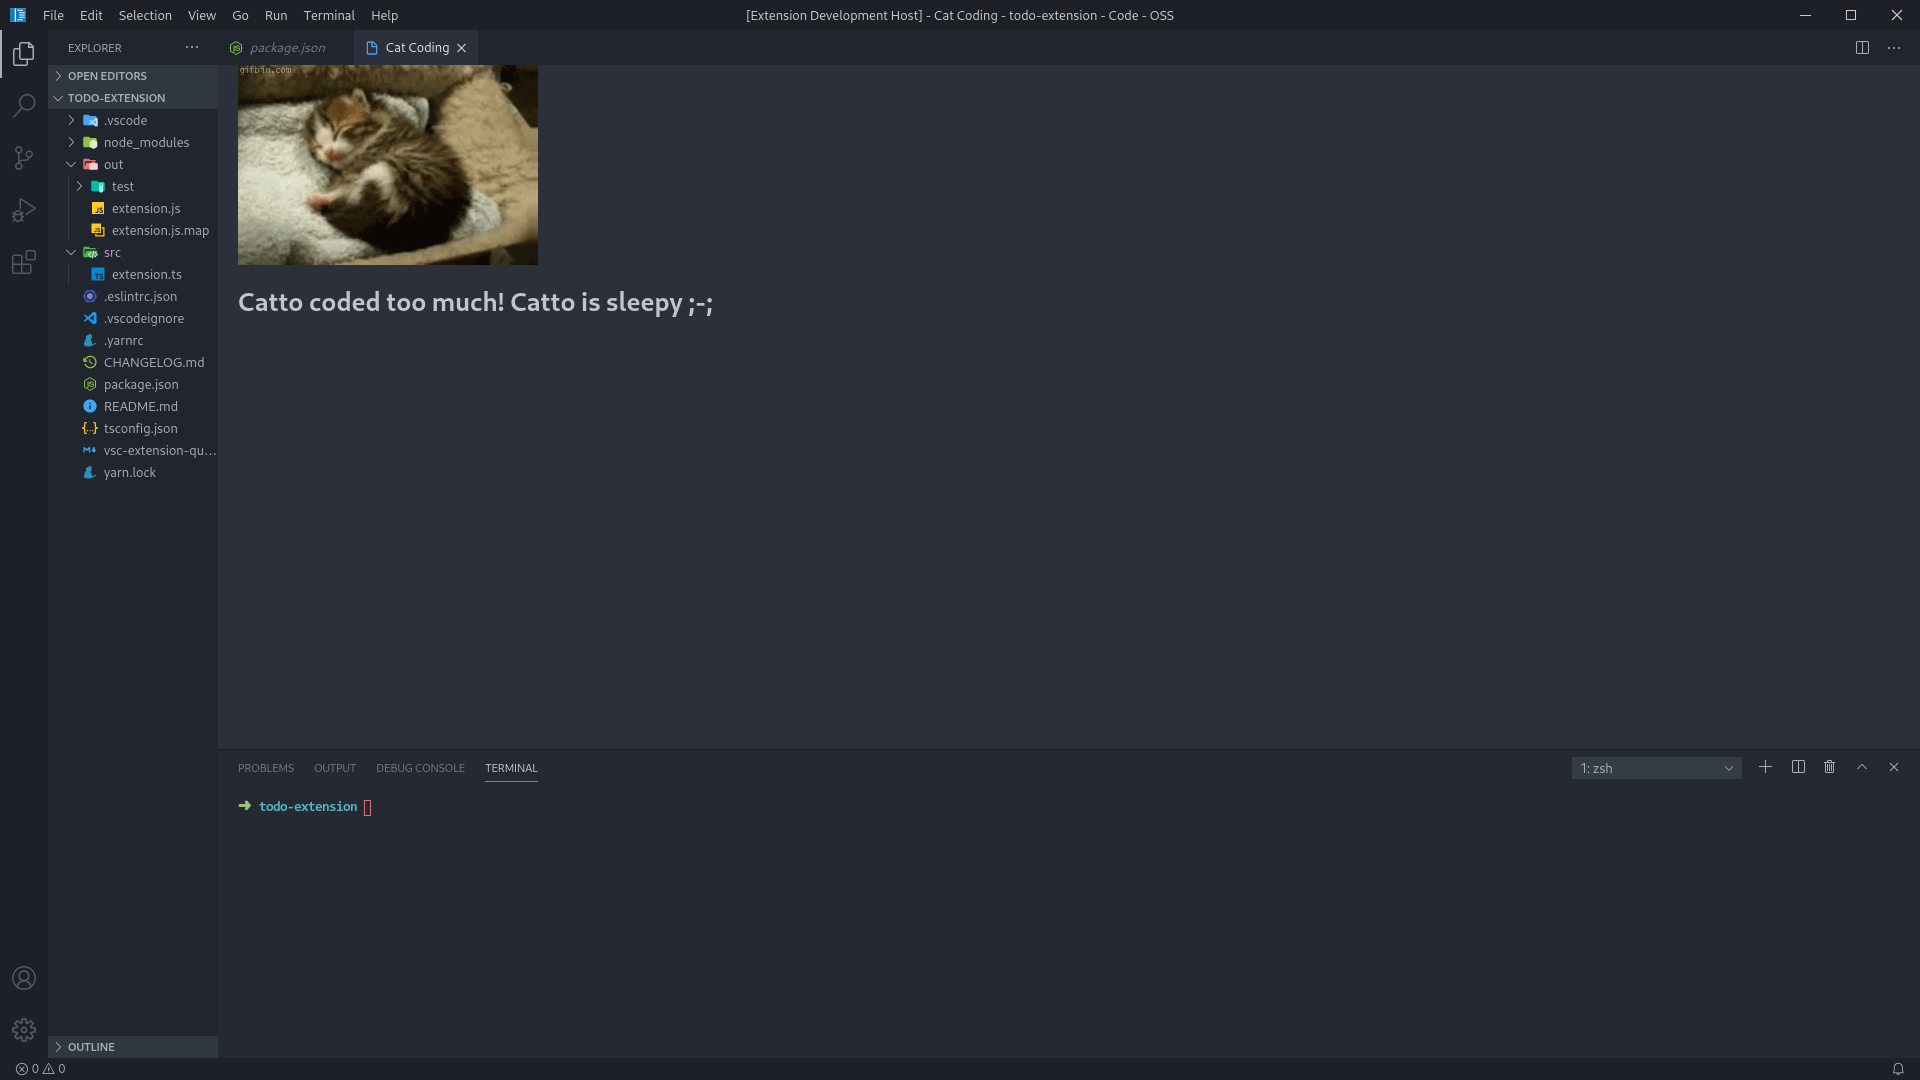 File Edit Selection View Go Run Terminal Help
[Extension Development Host] - Cat Coding - todo-extension - Code - OSS
EXPLORER
package.json
Cat Coding
OPEN EDITORS
TODO-EXTENSION
.vscode
node_modules
out
test
extension.js
extension.js.map
src
extension.ts
.eslintrc.json
.vscodeignore
.yarnrc
CHANGELOG.md
package.json
README.md
tsconfig.json
vsc-extension-qu...
yarn.lock
OUTLINE
gifbin.com
Catto coded too much! Catto is sleepy ;-;
PROBLEMS OUTPUT DEBUG CONSOLE TERMINAL
1: zsh
➜ todo-extension
0 0